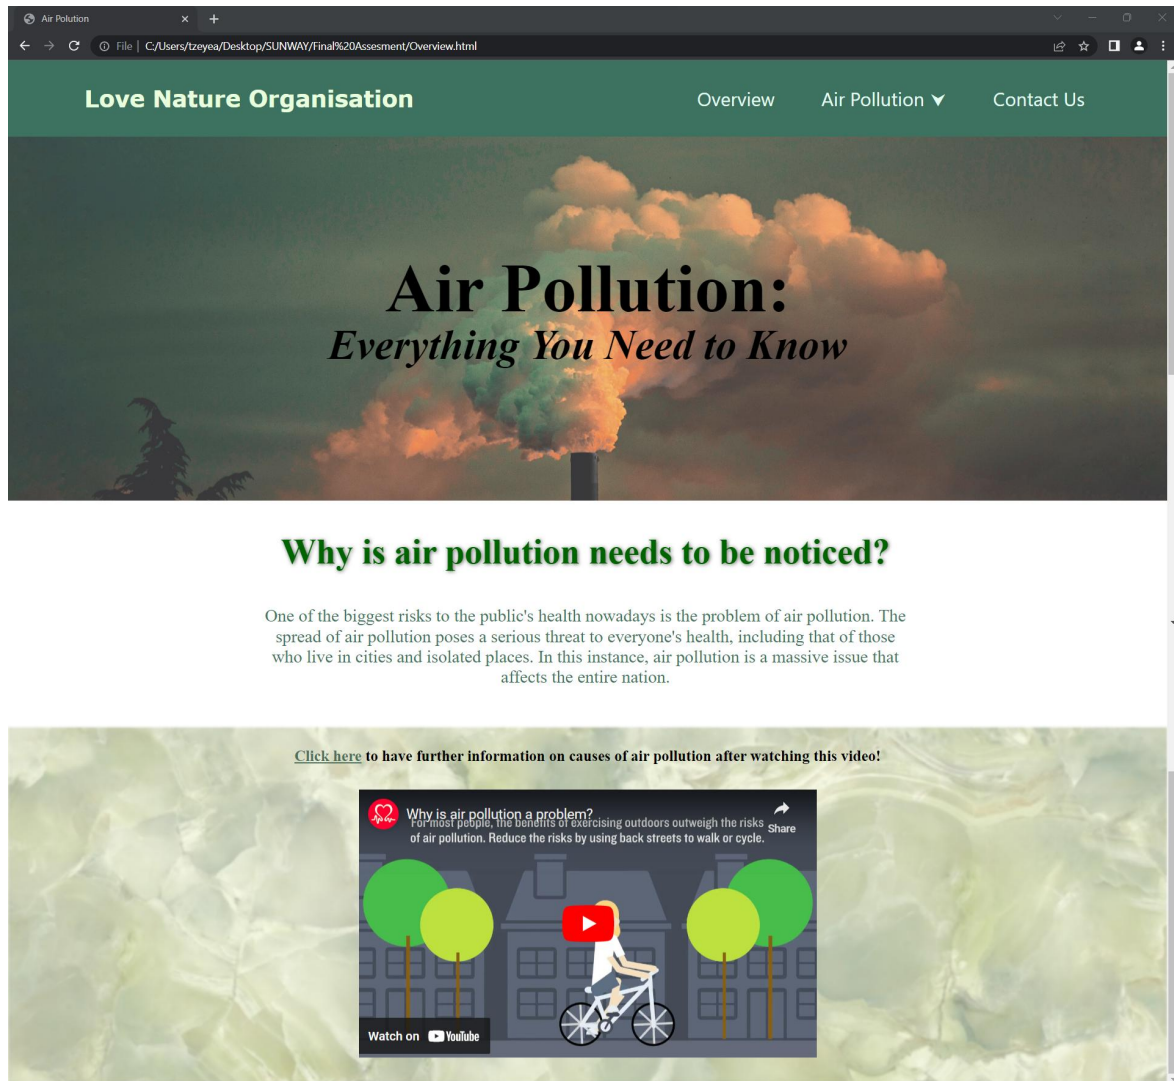 Air Polution
File | C:/Users/tzeyea/Desktop/SUNWAY/Final%20Assesment/Overview.html
Love Nature Organisation
Overview
Air Pollution
Contact Us
Air Pollution:
Everything You Need to Know
Why is air pollution needs to be noticed?
One of the biggest risks to the public's health nowadays is the problem of air pollution. The
spread of air pollution poses a serious threat to everyone's health, including that of those
who live in cities and isolated places. In this instance, air pollution is a massive issue that
affects the entire nation.
Click here to have further information on causes of air pollution after watching this video!
Why is air pollution a problem?
Share
For most people, the benefits of exercising outdoors outweigh the risks
of air pollution. Reduce the risks by using back streets to walk or cycle.
Watch on YouTube